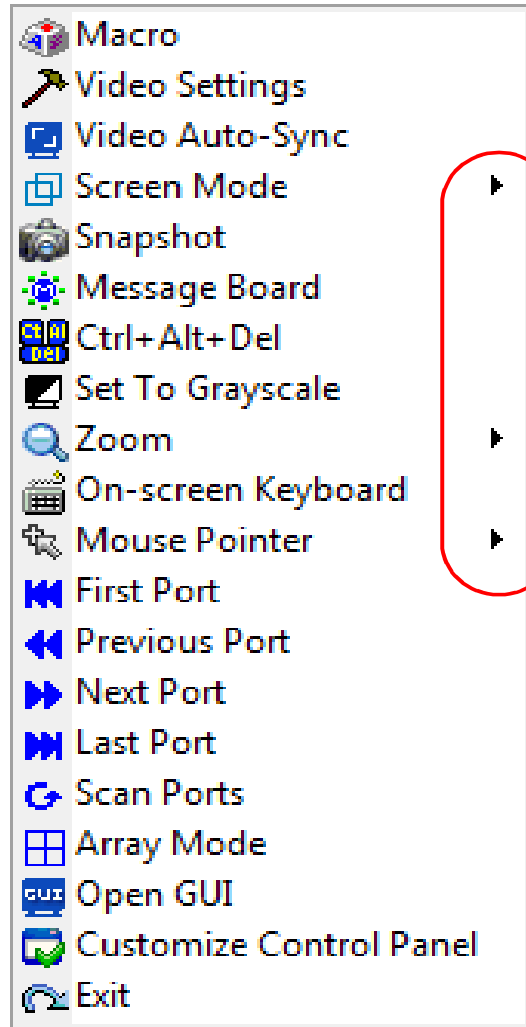 Macro
Video Settings
Video Auto-Sync
Screen Mode
Snapshot
Message Board
Ctrl+Alt+Del
Set To Grayscale
Zoom
On-screen Keyboard
Mouse Pointer
First Port
Previous Port
Next Port
Last Port
Scan Ports
Array Mode
GUI Open GUI
Customize Control Panel
Exit